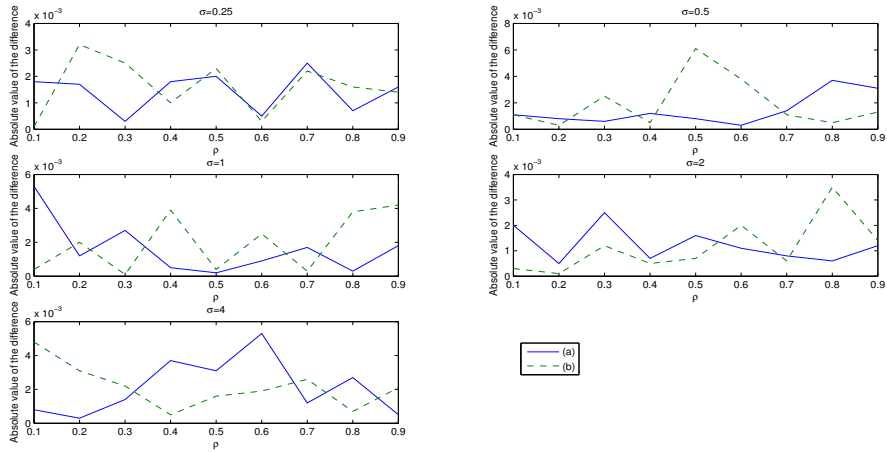 σ=0.25
x 10⁻³
Absolute value of the difference
4
3
2
1
0
0.1 0.2 0.3 0.4 0.5 0.6 0.7 0.8 0.9
ρ
σ=0.5
x 10⁻³
Absolute value of the difference
8
6
4
2
0
0.1 0.2 0.3 0.4 0.5 0.6 0.7 0.8 0.9
ρ
σ=1
x 10⁻³
Absolute value of the difference
6
4
2
0
0.1 0.2 0.3 0.4 0.5 0.6 0.7 0.8 0.9
ρ
σ=2
x 10⁻³
Absolute value of the difference
4
3
2
1
0
0.1 0.2 0.3 0.4 0.5 0.6 0.7 0.8 0.9
ρ
σ=4
x 10⁻³
Absolute value of the difference
6
4
2
0
0.1 0.2 0.3 0.4 0.5 0.6 0.7 0.8 0.9
ρ
(a)
(b)